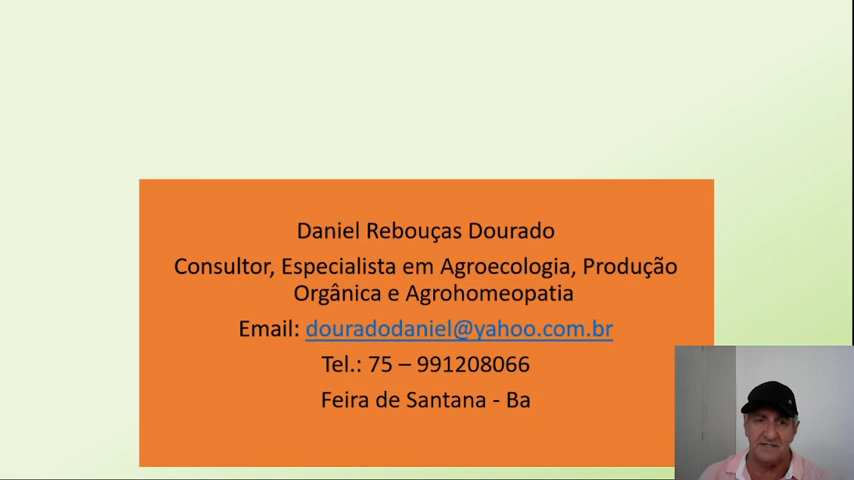 Daniel Rebouças Dourado
Consultor, Especialista em Agroecologia, Produção
Orgânica e Agrohomeopatia
Email: douradodaniel@yahoo.com.br
Tel.: 75 – 991208066
Feira de Santana - Ba